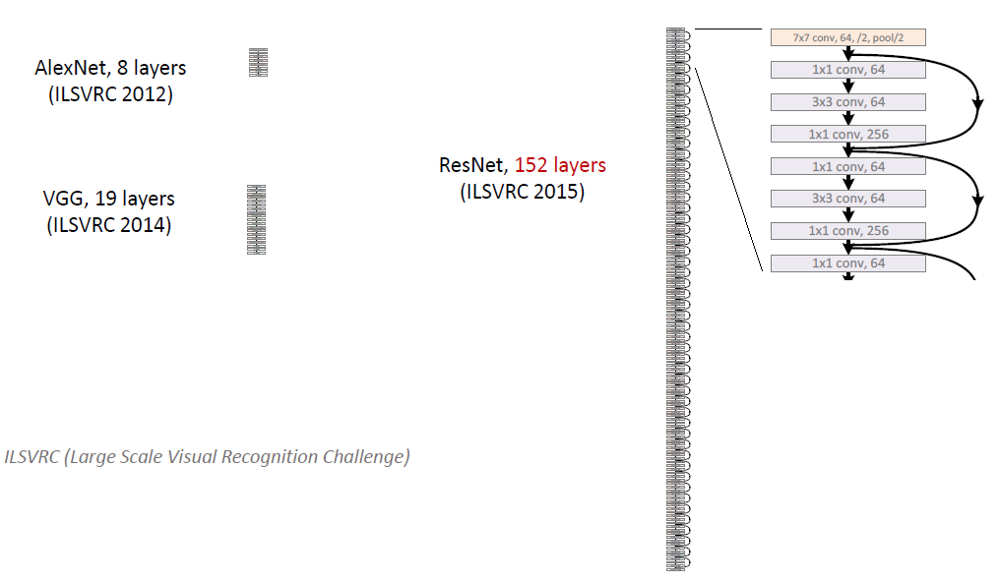 AlexNet, 8 layers
(ILSVRC 2012)
VGG, 19 layers
(ILSVRC 2014)
ResNet, 152 layers
(ILSVRC 2015)
7x7 conv, 64, /2, pool/2
1x1 conv, 64
3x3 conv, 64
1x1 conv, 256
1x1 conv, 64
3x3 conv, 64
1x1 conv, 256
1x1 conv, 64
ILSVRC (Large Scale Visual Recognition Challenge)